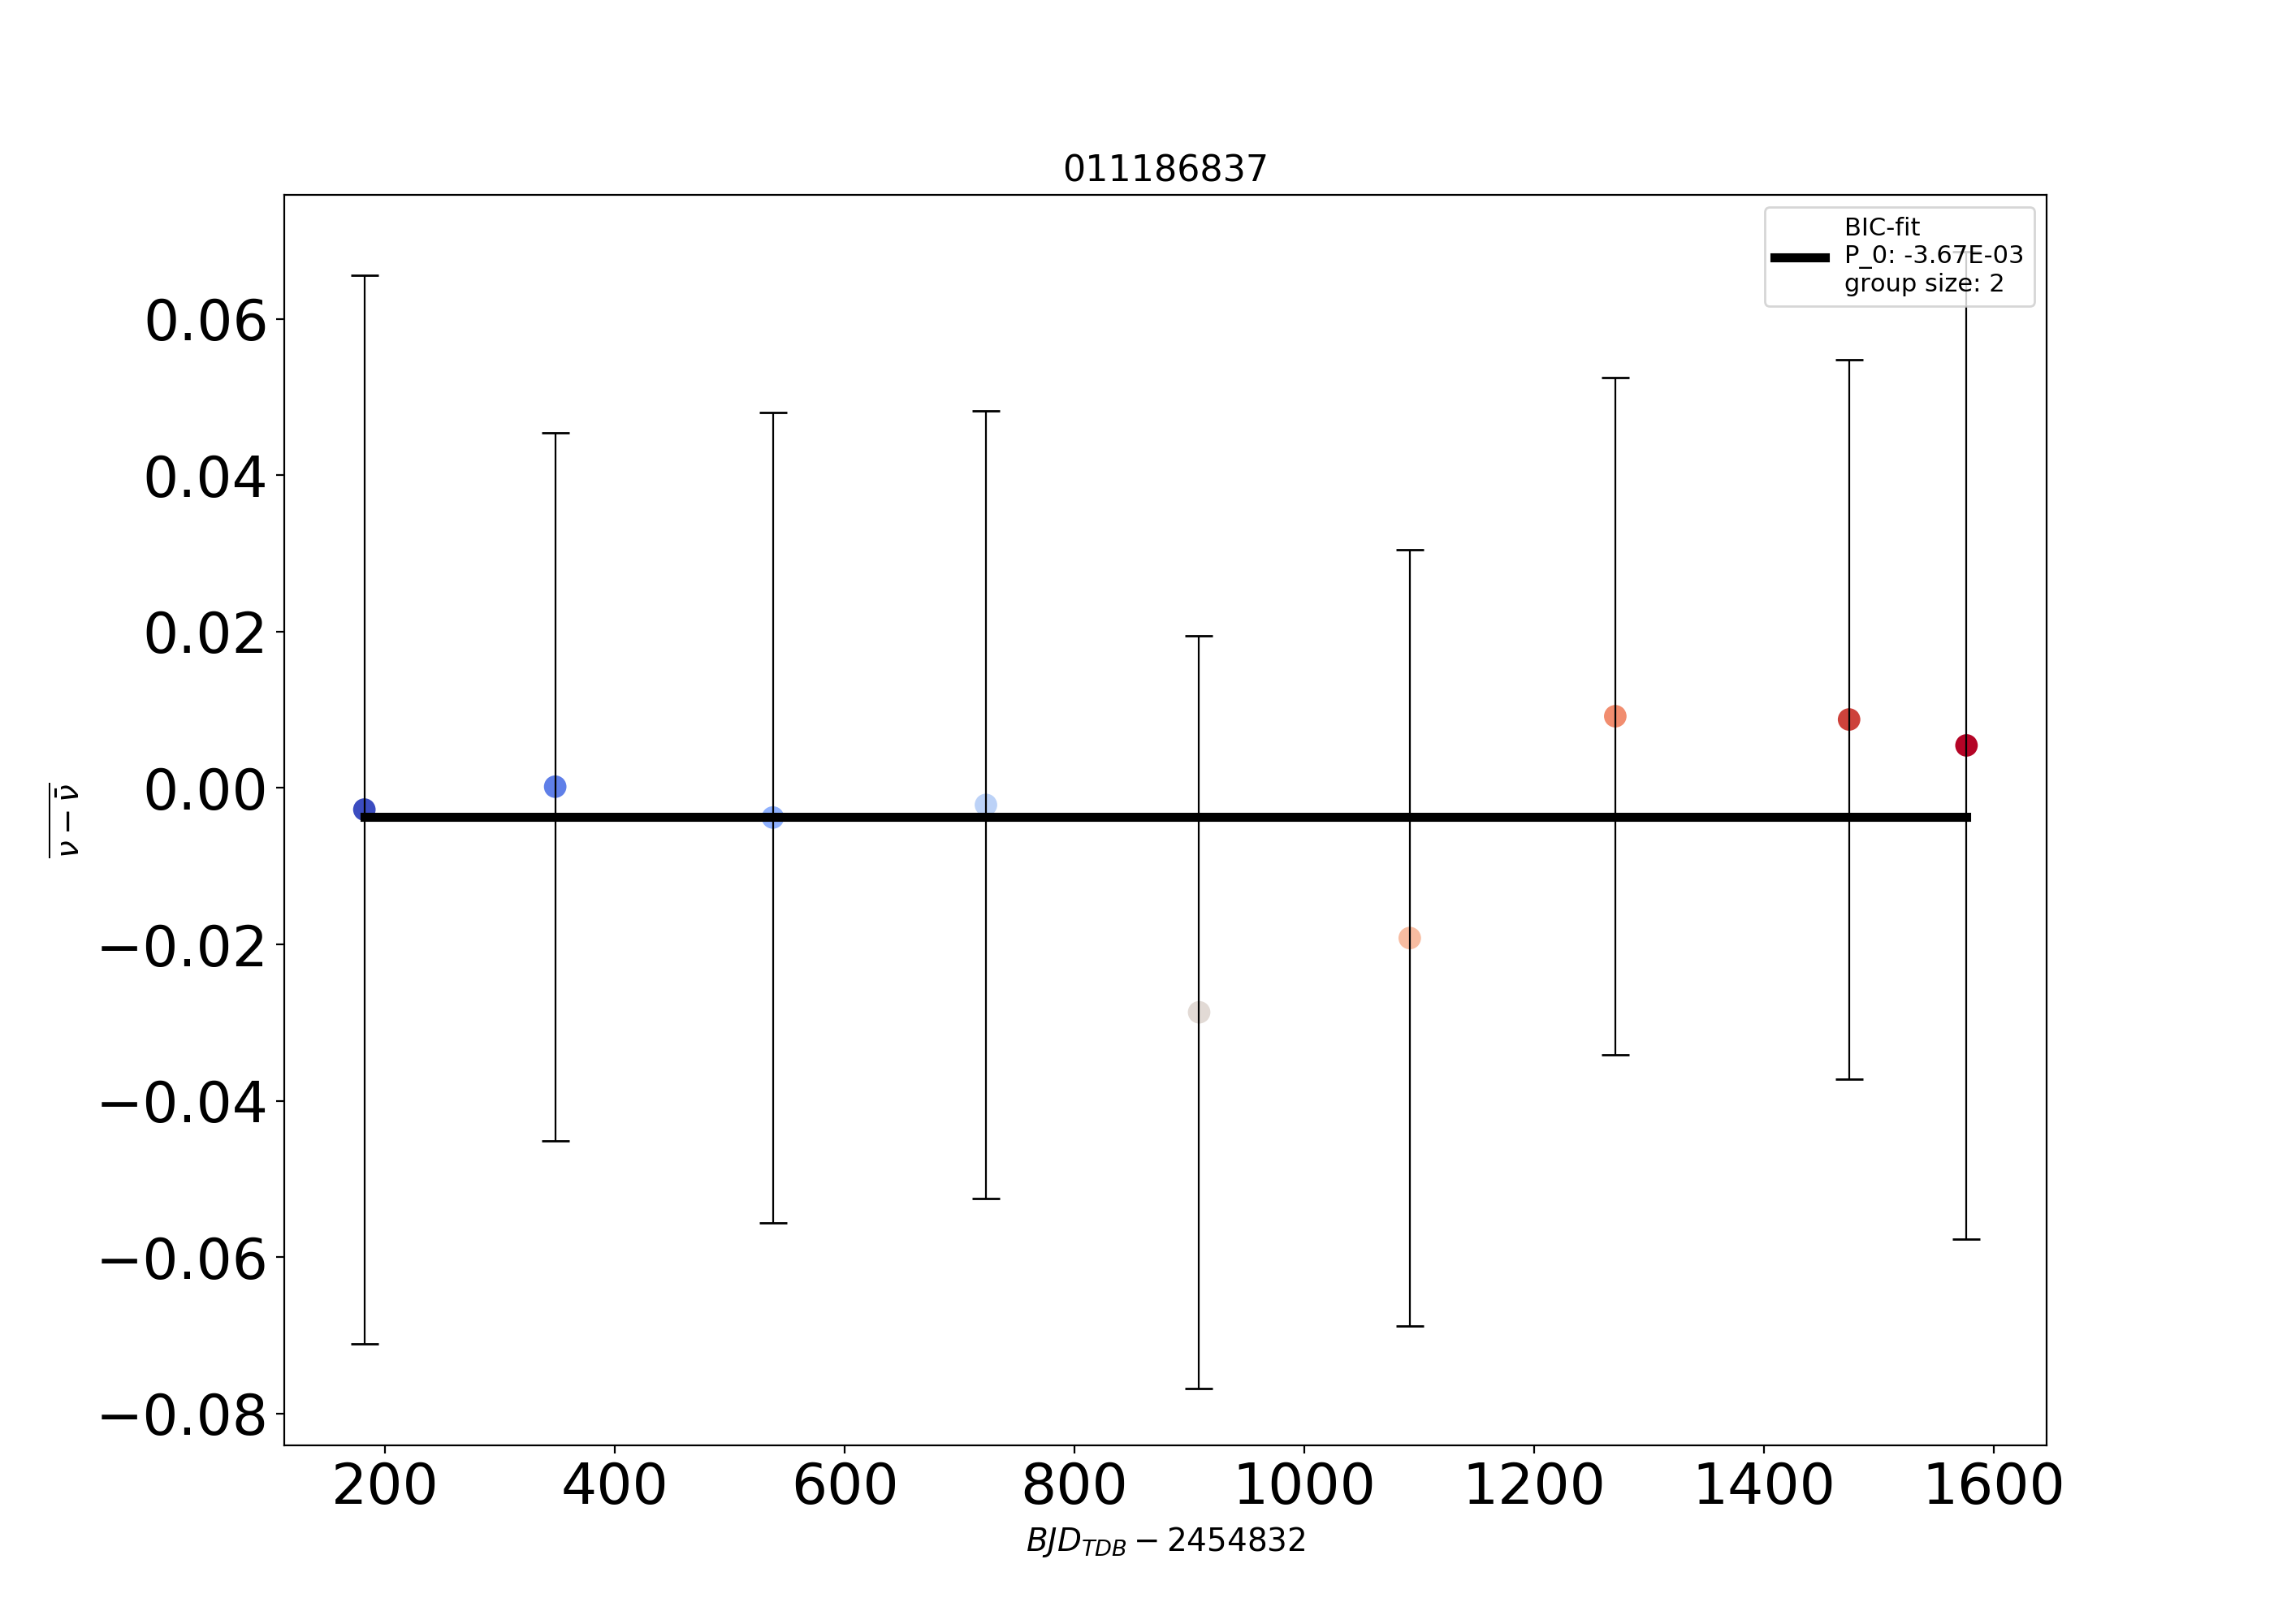 011186837
BIC-fit
P_0: -3.67E-03
group size: 2
0.06
0.04
0.02
0.00
−0.02
−0.04
−0.06
−0.08
ν − ν̄
200 400 600 800 1000 1200 1400 1600
BJD_TDB − 2454832